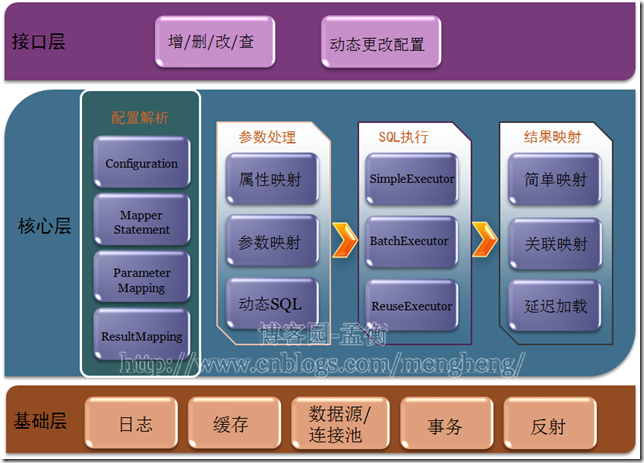 接口层
增/删/改/查
动态更改配置
核心层
配置解析
Configuration
Mapper
Statement
Parameter
Mapping
ResultMapping
参数处理
属性映射
参数映射
动态SQL
SQL执行
SimpleExecutor
BatchExecutor
ReuseExecutor
结果映射
简单映射
关联映射
延迟加载
博客园-孟衡
http://www.cnblogs.com/mengheng/
基础层
日志
缓存
数据源/
连接池
事务
反射